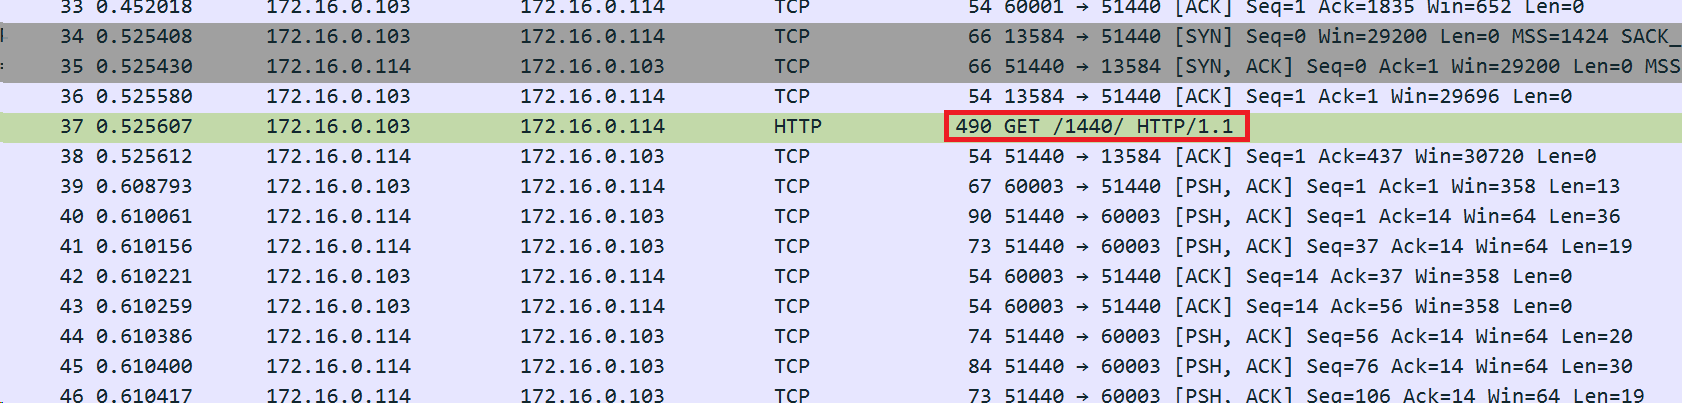 33 0.452018 172.16.0.103 172.16.0.114 TCP 54 60001 → 51440 [ACK] Seq=1 Ack=1835 Win=652 Len=0
34 0.525408 172.16.0.103 172.16.0.114 TCP 66 13584 → 51440 [SYN] Seq=0 Win=29200 Len=0 MSS=1424 SACK_
35 0.525430 172.16.0.114 172.16.0.103 TCP 66 51440 → 13584 [SYN, ACK] Seq=0 Ack=1 Win=29200 Len=0 MSS
36 0.525580 172.16.0.103 172.16.0.114 TCP 54 13584 → 51440 [ACK] Seq=1 Ack=1 Win=29696 Len=0
37 0.525607 172.16.0.103 172.16.0.114 HTTP 490 GET /1440/ HTTP/1.1
38 0.525612 172.16.0.114 172.16.0.103 TCP 54 51440 → 13584 [ACK] Seq=1 Ack=437 Win=30720 Len=0
39 0.608793 172.16.0.103 172.16.0.114 TCP 67 60003 → 51440 [PSH, ACK] Seq=1 Ack=1 Win=358 Len=13
40 0.610061 172.16.0.114 172.16.0.103 TCP 90 51440 → 60003 [PSH, ACK] Seq=1 Ack=14 Win=64 Len=36
41 0.610156 172.16.0.114 172.16.0.103 TCP 73 51440 → 60003 [PSH, ACK] Seq=37 Ack=14 Win=64 Len=19
42 0.610221 172.16.0.103 172.16.0.114 TCP 54 60003 → 51440 [ACK] Seq=14 Ack=37 Win=358 Len=0
43 0.610259 172.16.0.103 172.16.0.114 TCP 54 60003 → 51440 [ACK] Seq=14 Ack=56 Win=358 Len=0
44 0.610386 172.16.0.114 172.16.0.103 TCP 74 51440 → 60003 [PSH, ACK] Seq=56 Ack=14 Win=64 Len=20
45 0.610400 172.16.0.114 172.16.0.103 TCP 84 51440 → 60003 [PSH, ACK] Seq=76 Ack=14 Win=64 Len=30
46 0.610417 172.16.0.114 172.16.0.103 TCP 73 51440 → 60003 [PSH, ACK] Seq=106 Ack=14 Win=64 Len=19